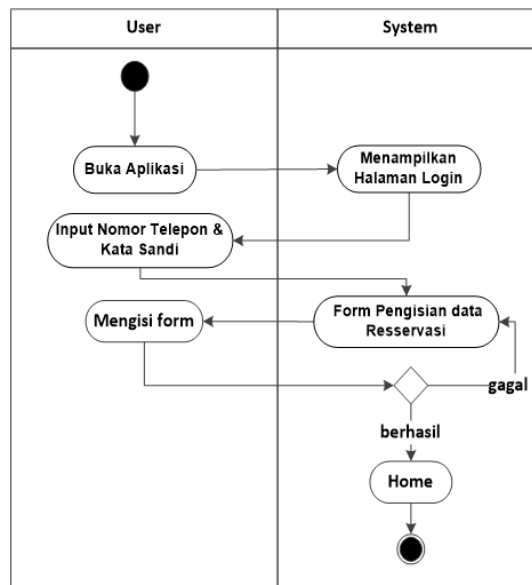 User
System
Buka Aplikasi
Menampilkan
Halaman Login
Input Nomor Telepon &
Kata Sandi
Form Pengisian data
Resservasi
Mengisi form
gagal
berhasil
Home